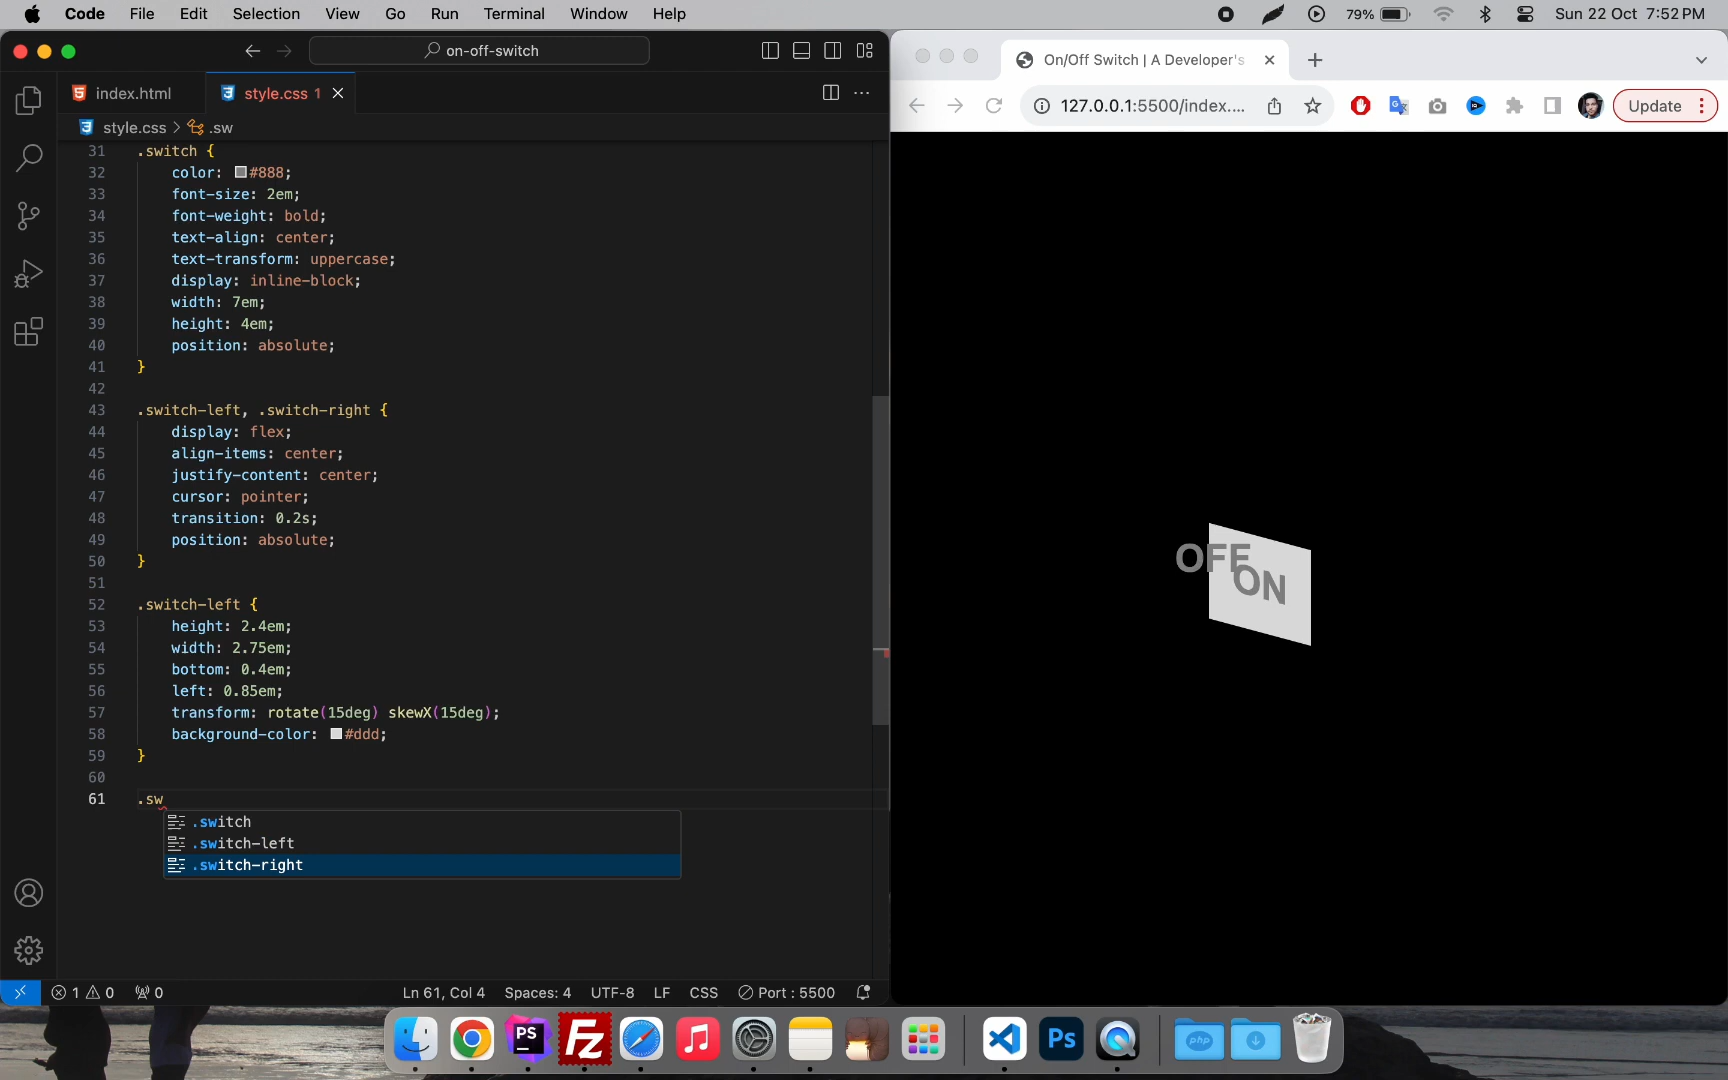 Code File Edit Selection View Go Run Terminal Window Help 79% Sun 22 Oct 7:52 PM
on-off-switch
On/Off Switch | A Developer's
index.html style.css 1
127.0.0.1:5500/index.... Update
style.css > .sw
31 .switch {
32 color: #888;
33 font-size: 2em;
34 font-weight: bold;
35 text-align: center;
36 text-transform: uppercase;
37 display: inline-block;
38 width: 7em;
39 height: 4em;
40 position: absolute;
41 }
42
43 .switch-left, .switch-right {
44 display: flex;
45 align-items: center;
46 justify-content: center;
47 cursor: pointer;
48 transition: 0.2s;
49 position: absolute;
50 }
51
52 .switch-left {
53 height: 2.4em;
54 width: 2.75em;
55 bottom: 0.4em;
56 left: 0.85em;
57 transform: rotate(15deg) skewX(15deg);
58 background-color: #ddd;
59 }
60
61 .sw
.switch
.switch-left
.switch-right
OFF
ON
1 0 0 Ln 61, Col 4 Spaces: 4 UTF-8 LF CSS Port : 5500
PS Fz Ps php